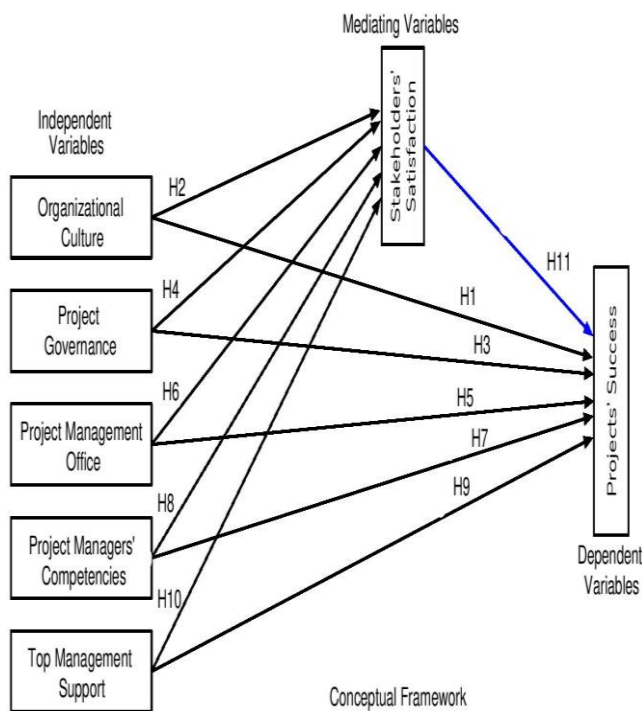 Mediating Variables
Stakeholders'
Satisfaction
Independent
Variables
Organizational
Culture
H2
H11
H4
H1
Project
Governance
H3
H6
H5
Project Management
Office
H7
Projects' Success
H8
H9
Project Managers'
Competencies
Dependent
Variables
H10
Top Management
Support
Conceptual Framework